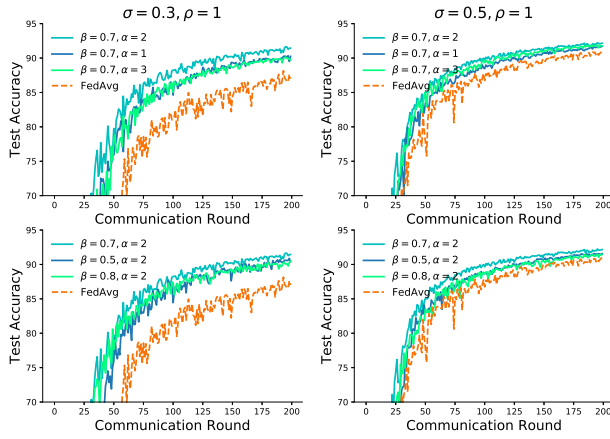 σ = 0.3, ρ = 1
Test Accuracy
95
90
85
80
75
70
β = 0.7, α = 2
β = 0.7, α = 1
β = 0.7, α = 3
FedAvg
0 25 50 75 100 125 150 175 200
Communication Round
σ = 0.5, ρ = 1
Test Accuracy
95
90
85
80
75
70
β = 0.7, α = 2
β = 0.7, α = 1
β = 0.7, α = 3
FedAvg
0 25 50 75 100 125 150 175 200
Communication Round
Test Accuracy
95
90
85
80
75
70
β = 0.7, α = 2
β = 0.5, α = 2
β = 0.8, α = 2
FedAvg
0 25 50 75 100 125 150 175 200
Communication Round
Test Accuracy
95
90
85
80
75
70
β = 0.7, α = 2
β = 0.5, α = 2
β = 0.8, α = 2
FedAvg
0 25 50 75 100 125 150 175 200
Communication Round